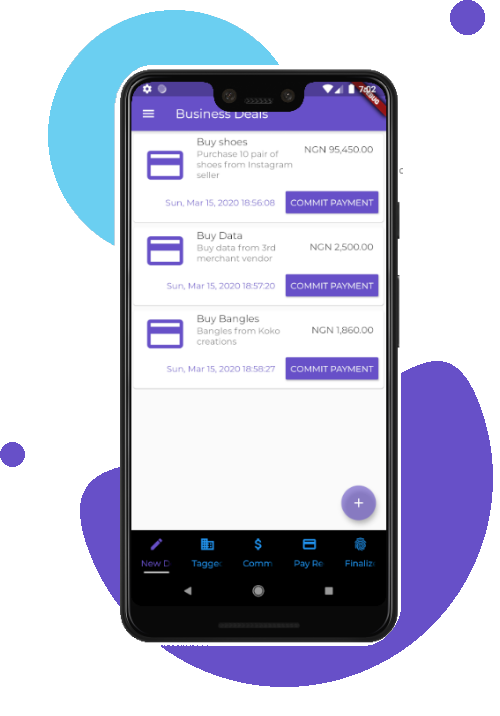 7:02
Business Deals
Buy shoes
NGN 95,450.00
Purchase 10 pair of
shoes from Instagram
seller
Sun, Mar 15, 2020 18:56:08
COMMIT PAYMENT
Buy Data
Buy data from 3rd
NGN 2,500.00
merchant vendor
Sun, Mar 15, 2020 18:57:20
COMMIT PAYMENT
Buy Bangles
Bangles from Koko
NGN 1,860.00
creations
Sun, Mar 15, 2020 18:58:27
COMMIT PAYMENT
+
New D
Tagge
Comm
Pay Re
Finaliz